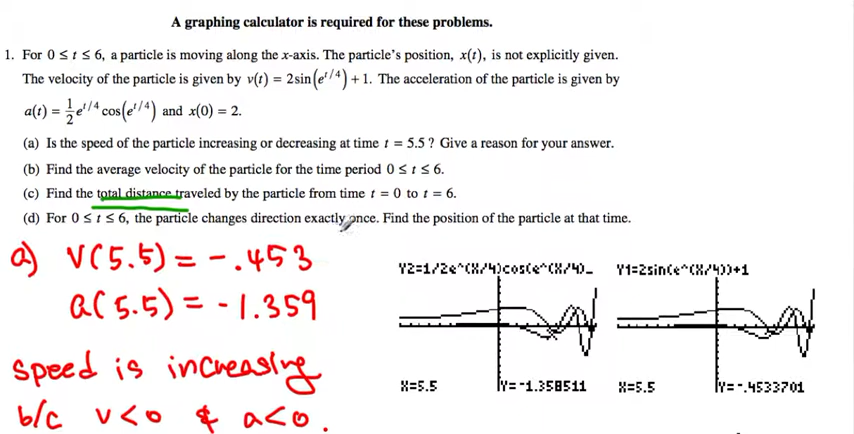 A graphing calculator is required for these problems.
1. For 0 ≤ t ≤ 6, a particle is moving along the x-axis. The particle's position, x(t), is not explicitly given.
The velocity of the particle is given by v(t) = 2sin(e^(t/4)) + 1. The acceleration of the particle is given by
a(t) = 1/2 e^(t/4) cos(e^(t/4)) and x(0) = 2.
(a) Is the speed of the particle increasing or decreasing at time t = 5.5 ? Give a reason for your answer.
(b) Find the average velocity of the particle for the time period 0 ≤ t ≤ 6.
(c) Find the total distance traveled by the particle from time t = 0 to t = 6.
(d) For 0 ≤ t ≤ 6, the particle changes direction exactly once. Find the position of the particle at that time.
a) V(5.5) = -.453
a(5.5) = -1.359
speed is increasing
b/c v<0 & a<0.
Y2=1/2e^(X/4)cos(e^(X/4)…
X=5.5 Y=-1.358511
Y1=2sin(e^(X/4))+1
X=5.5 Y=-.4533701